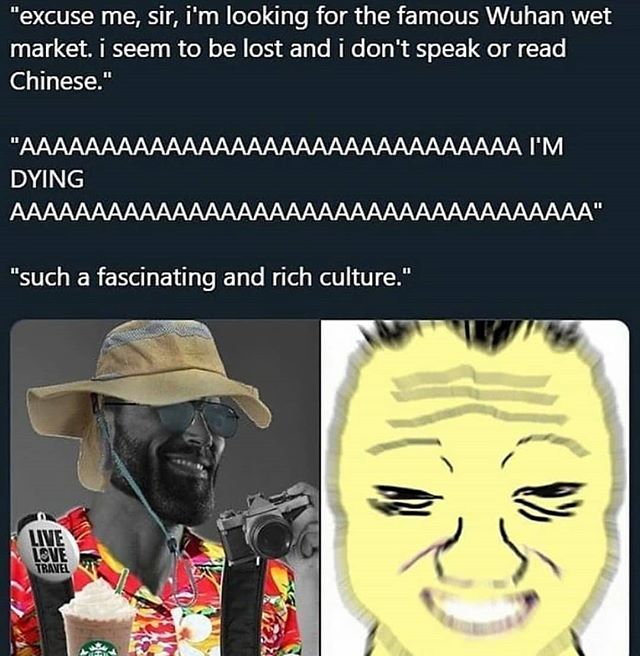 "excuse me, sir, i'm looking for the famous Wuhan wet
market. i seem to be lost and i don't speak or read
Chinese."
"AAAAAAAAAAAAAAAAAAAAAAAAAAAAAAA I'M
DYING
AAAAAAAAAAAAAAAAAAAAAAAAAAAAAAAAAAAA"
"such a fascinating and rich culture."
LIVE
LOVE
TRAVEL